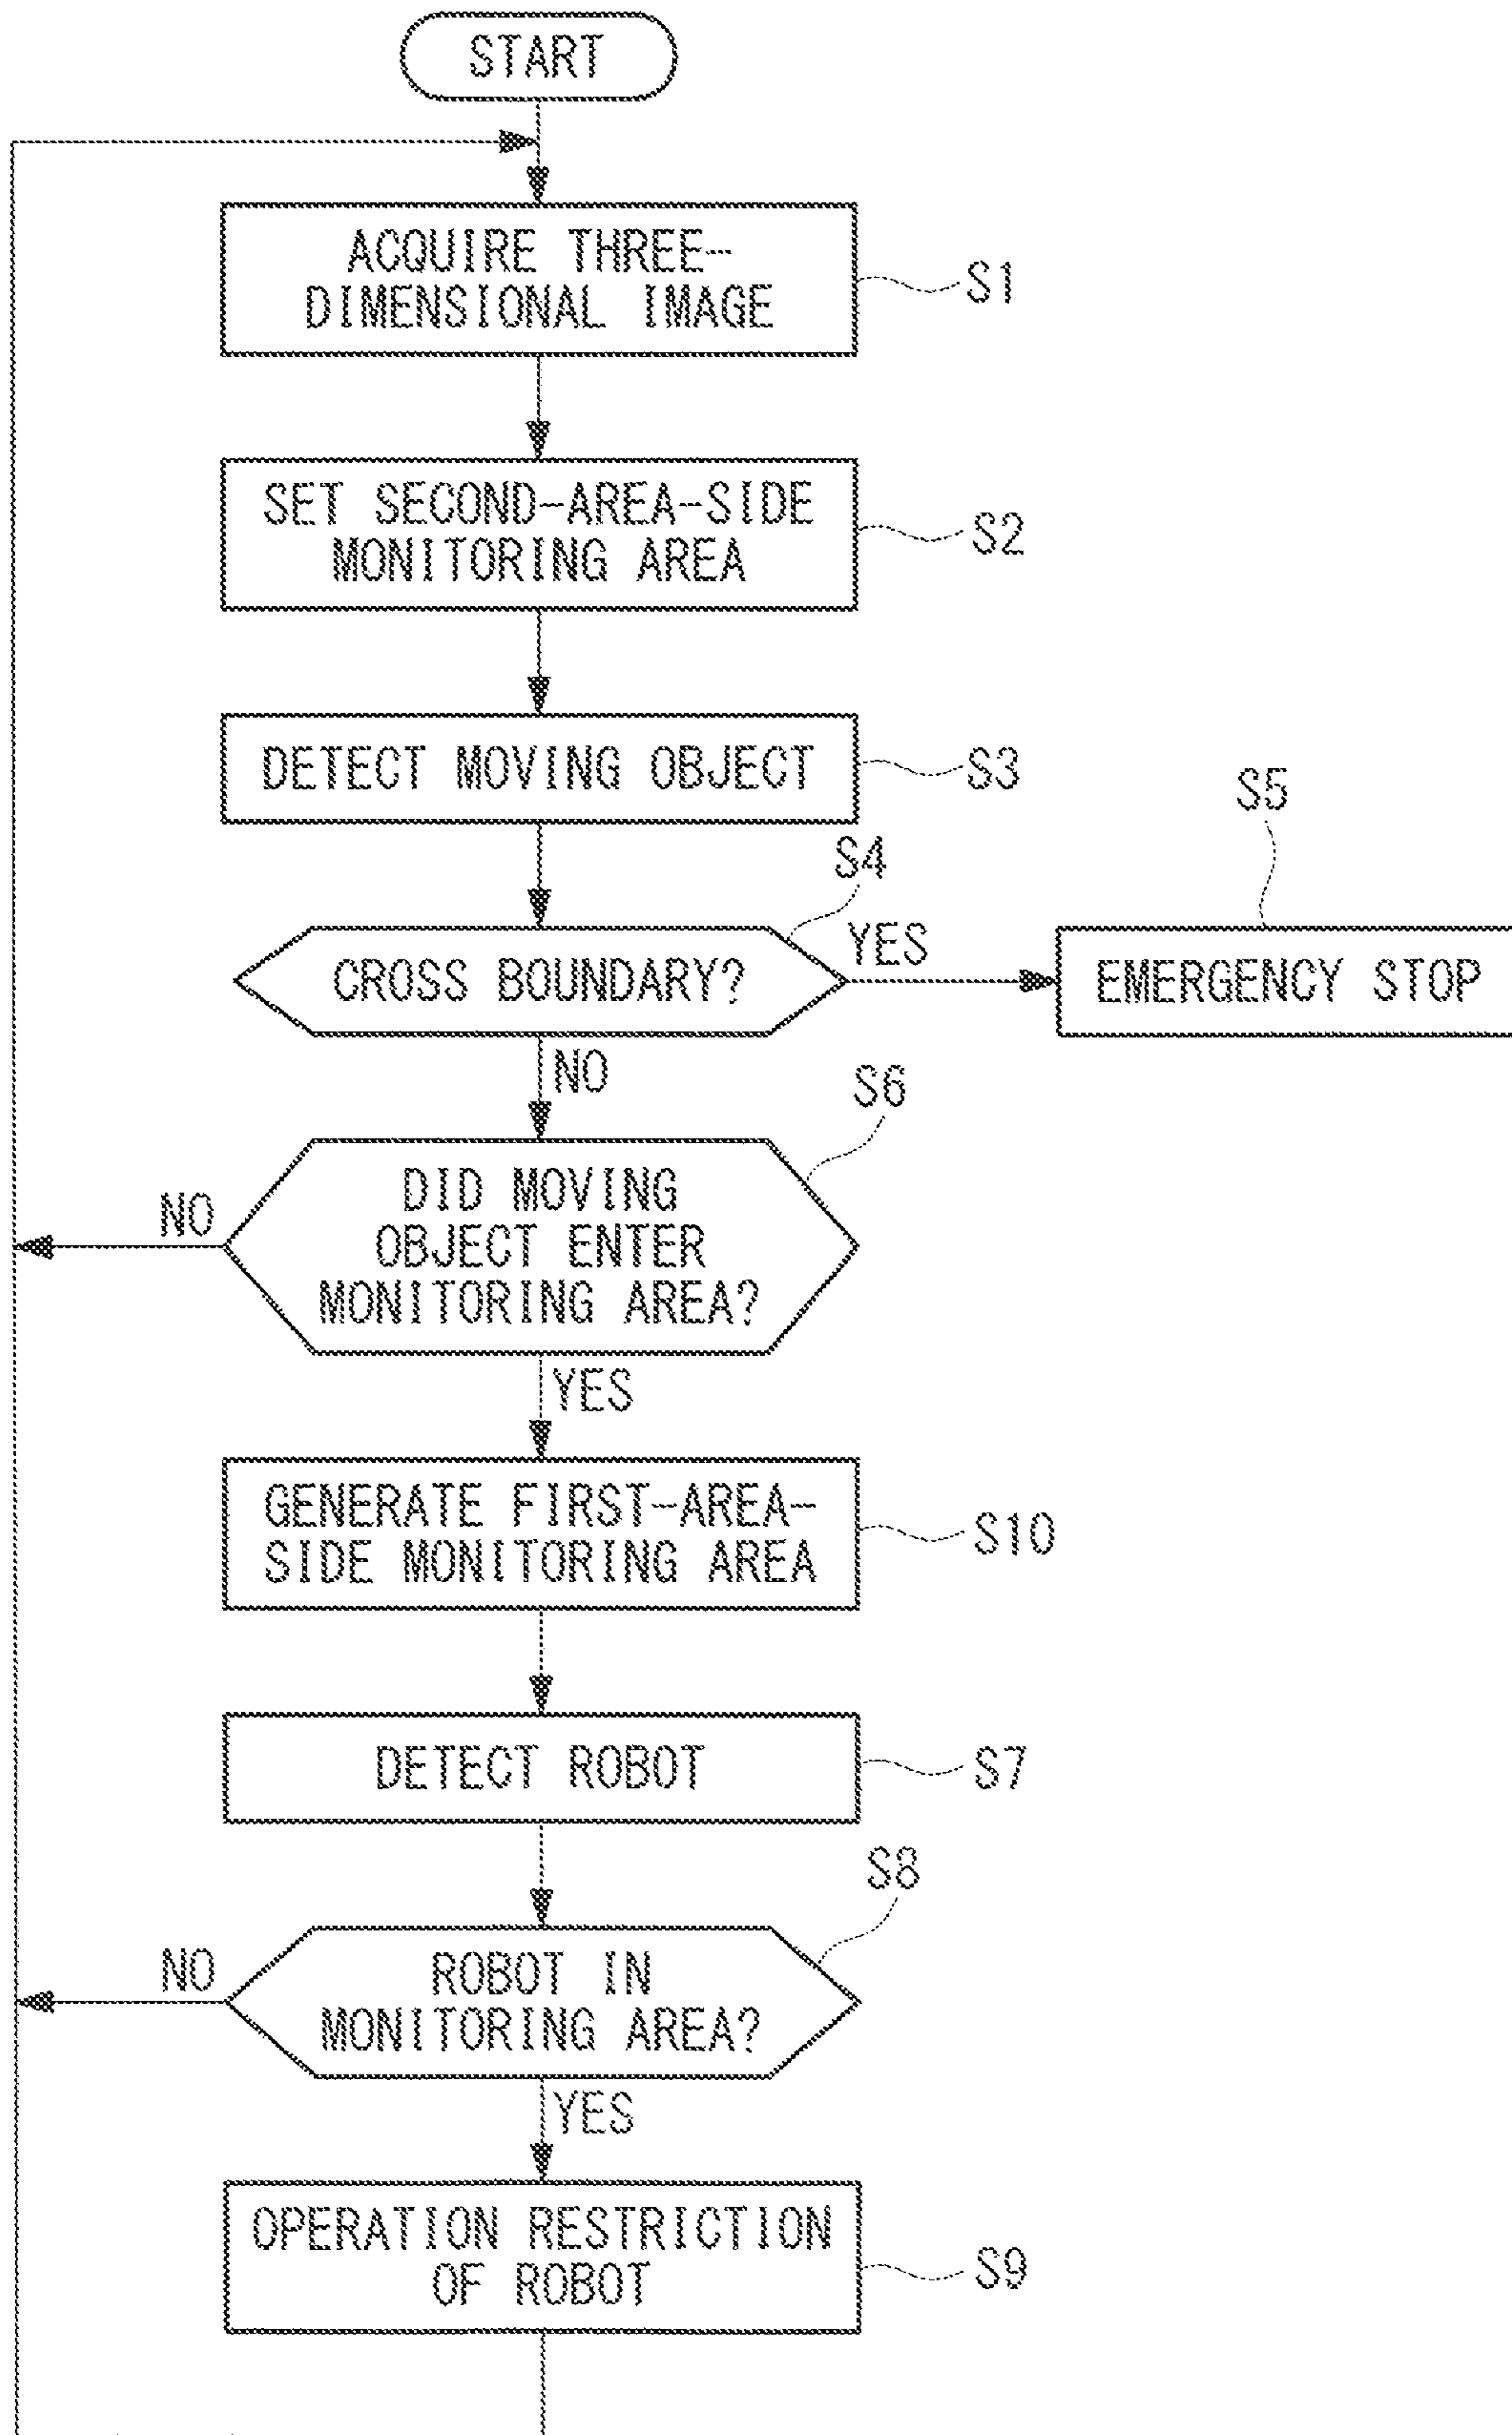 START
ACQUIRE THREE-
DIMENSIONAL IMAGE
S1
SET SECOND-AREA-SIDE
MONITORING AREA
S2
DETECT MOVING OBJECT
S3
S4
S5
CROSS BOUNDARY?
YES
EMERGENCY STOP
NO
S6
DID MOVING
OBJECT ENTER
MONITORING AREA?
NO
YES
GENERATE FIRST-AREA-
SIDE MONITORING AREA
S10
DETECT ROBOT
S7
S8
ROBOT IN
MONITORING AREA?
NO
YES
OPERATION RESTRICTION
OF ROBOT
S9